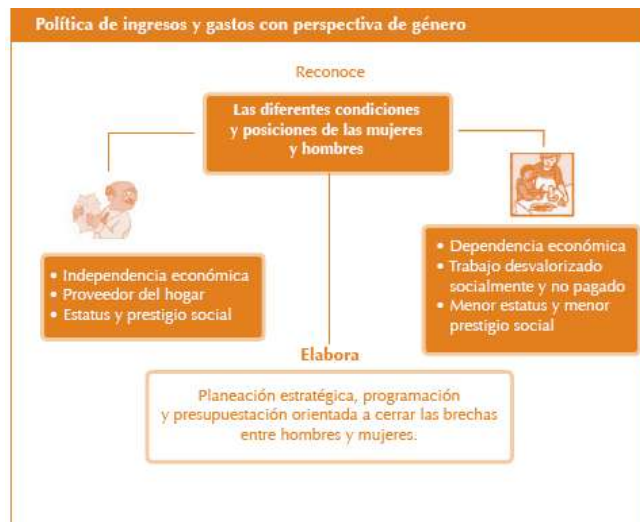 Política de ingresos y gastos con perspectiva de género
Reconoce
Las diferentes condiciones
y posiciones de las mujeres
y hombres
• Independencia económica
• Proveedor del hogar
• Estatus y prestigio social
• Dependencia económica
• Trabajo desvalorizado
socialmente y no pagado
• Menor estatus y menor
prestigio social
Elabora
Planeación estratégica, programación
y presupuestación orientada a cerrar las brechas
entre hombres y mujeres.